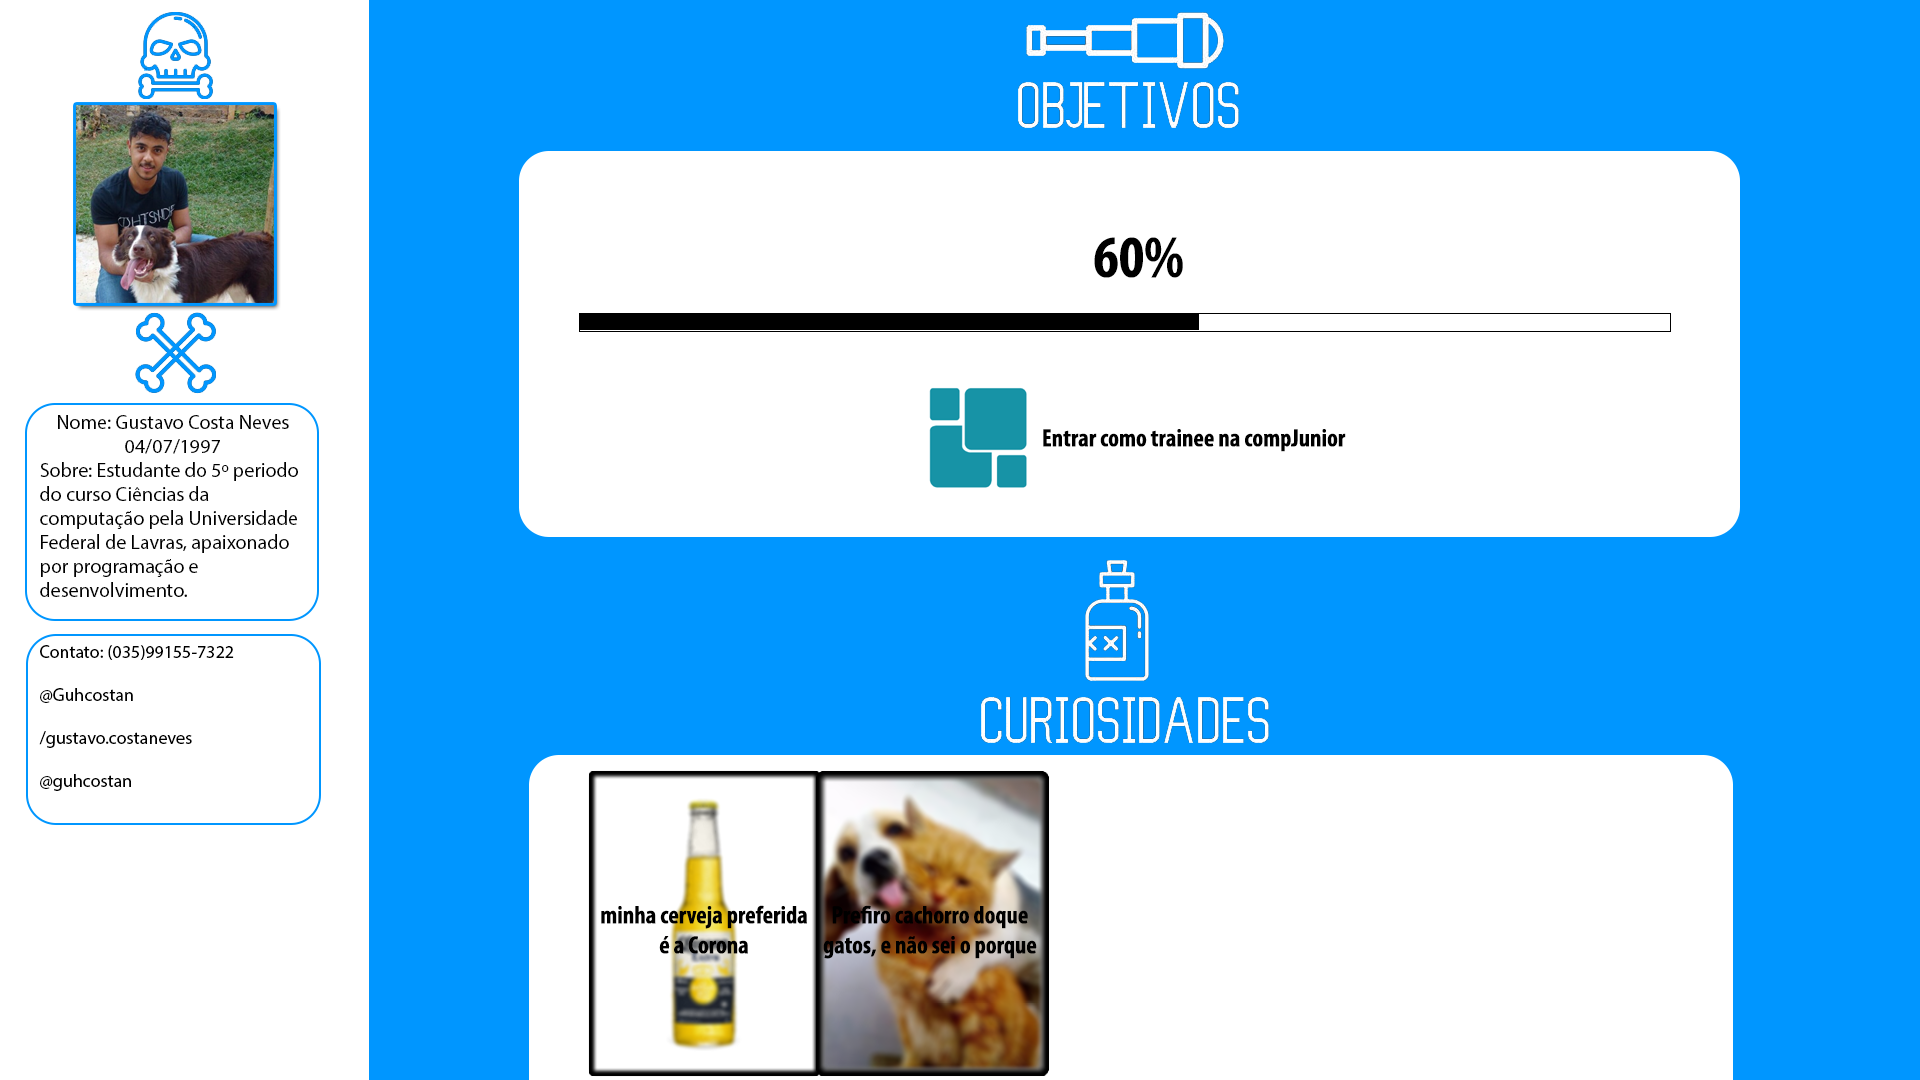 Nome: Gustavo Costa Neves
04/07/1997
Sobre: Estudante do 5º periodo
do curso Ciências da
computação pela Universidade
Federal de Lavras, apaixonado
por programação e
desenvolvimento.
Contato: (035)99155-7322
@Guhcostan
/gustavo.costaneves
@guhcostan
OBJETIVOS
60%
Entrar como trainee na compJunior
CURIOSIDADES
minha cerveja preferida
é a Corona
Prefiro cachorro doque
gatos, e não sei o porque